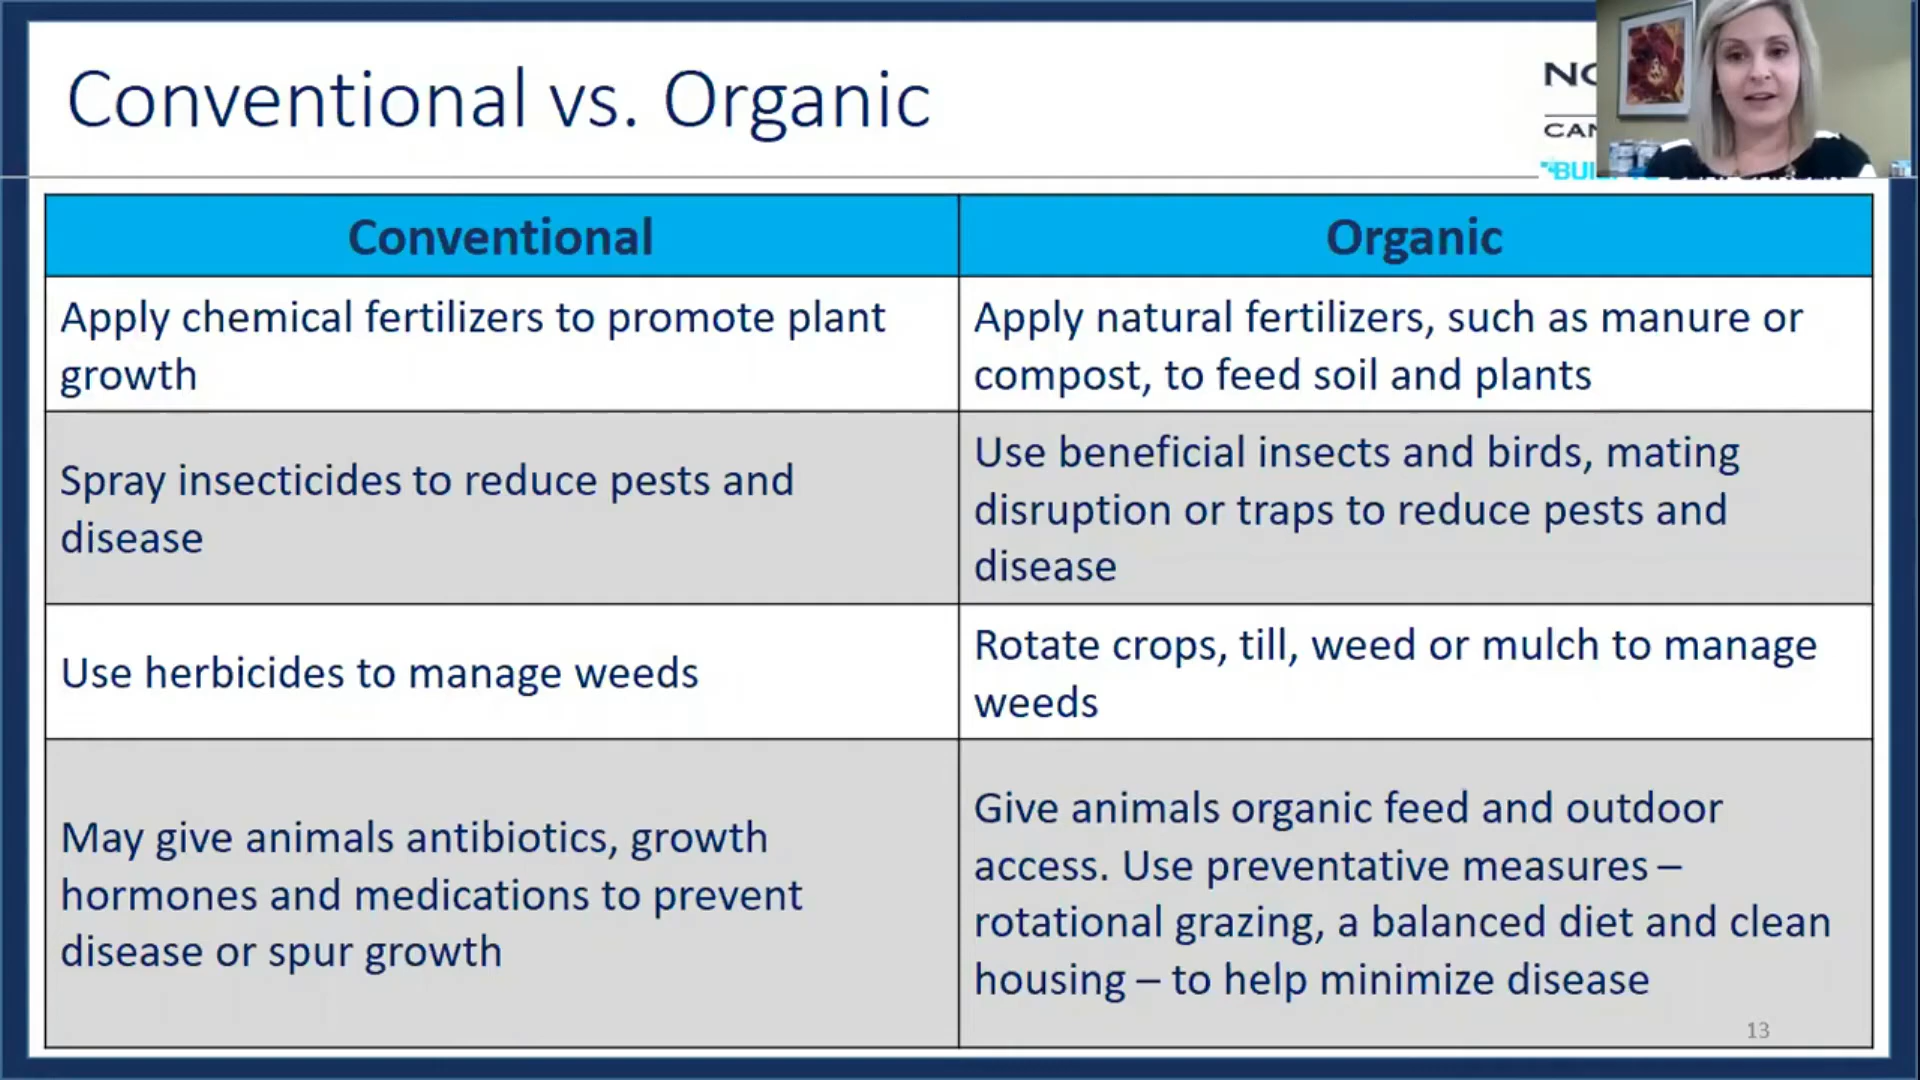 Conventional vs. Organic
Conventional
Organic
Apply chemical fertilizers to promote plant
growth
Apply natural fertilizers, such as manure or
compost, to feed soil and plants
Spray insecticides to reduce pests and
disease
Use beneficial insects and birds, mating
disruption or traps to reduce pests and
disease
Use herbicides to manage weeds
Rotate crops, till, weed or mulch to manage
weeds
May give animals antibiotics, growth
hormones and medications to prevent
disease or spur growth
Give animals organic feed and outdoor
access. Use preventative measures –
rotational grazing, a balanced diet and clean
housing – to help minimize disease
13